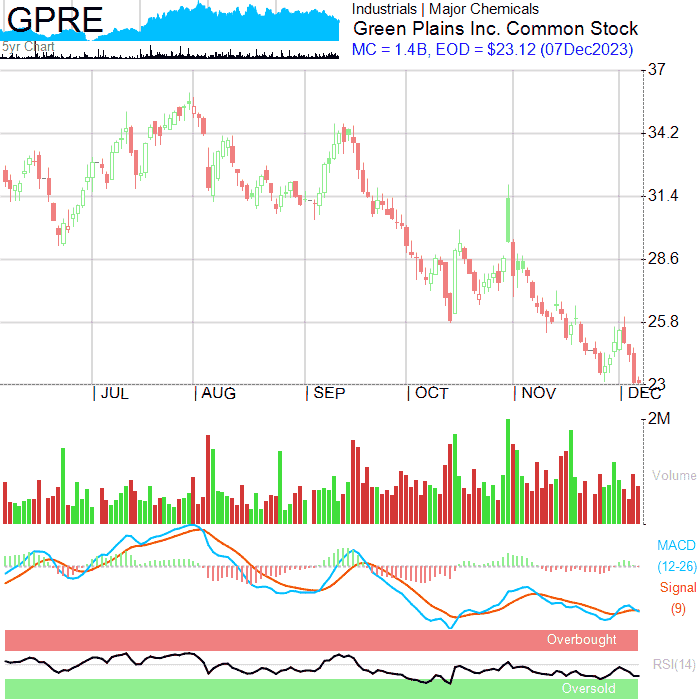 GPRE
5yr Chart
Industrials | Major Chemicals
Green Plains Inc. Common Stock
MC = 1.4B, EOD = $23.12 (07Dec2023)
37
34.2
31.4
28.6
25.8
23
JUL AUG SEP OCT NOV DEC
2M
Volume
MACD
(12-26)
Signal
(9)
Overbought
RSI(14)
Oversold